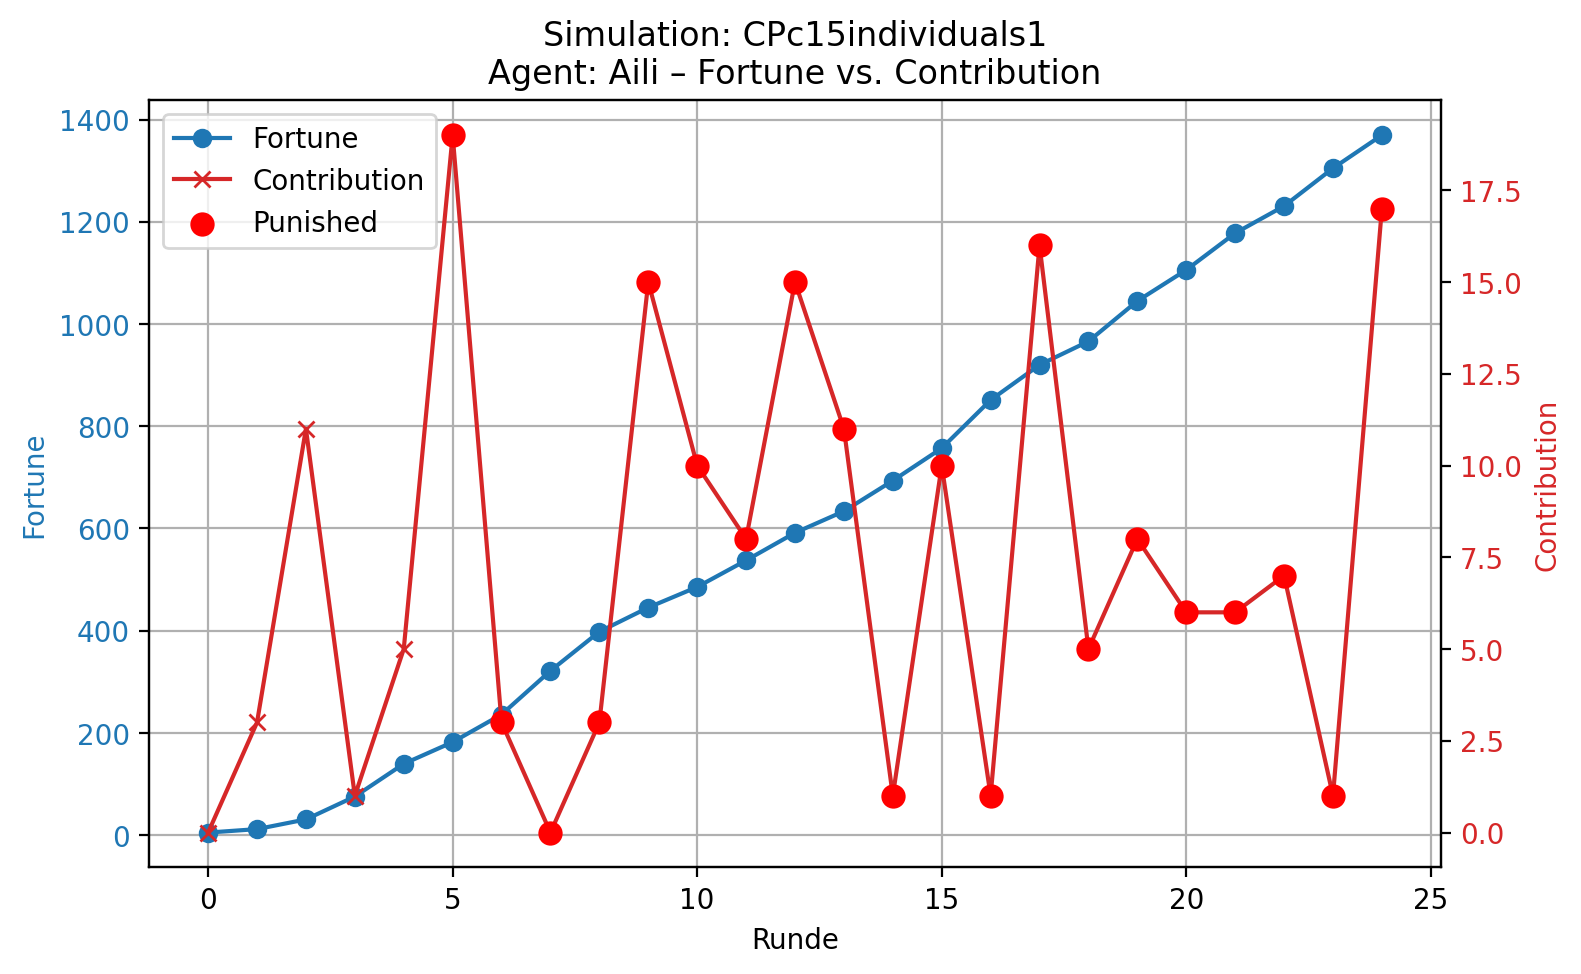 Simulation: CPc15individuals1
Agent: Aili – Fortune vs. Contribution
Fortune
Contribution
Punished
1400
1200
1000
800
600
400
200
0
Fortune
17.5
15.0
12.5
10.0
7.5
5.0
2.5
0.0
Contribution
0 5 10 15 20 25
Runde